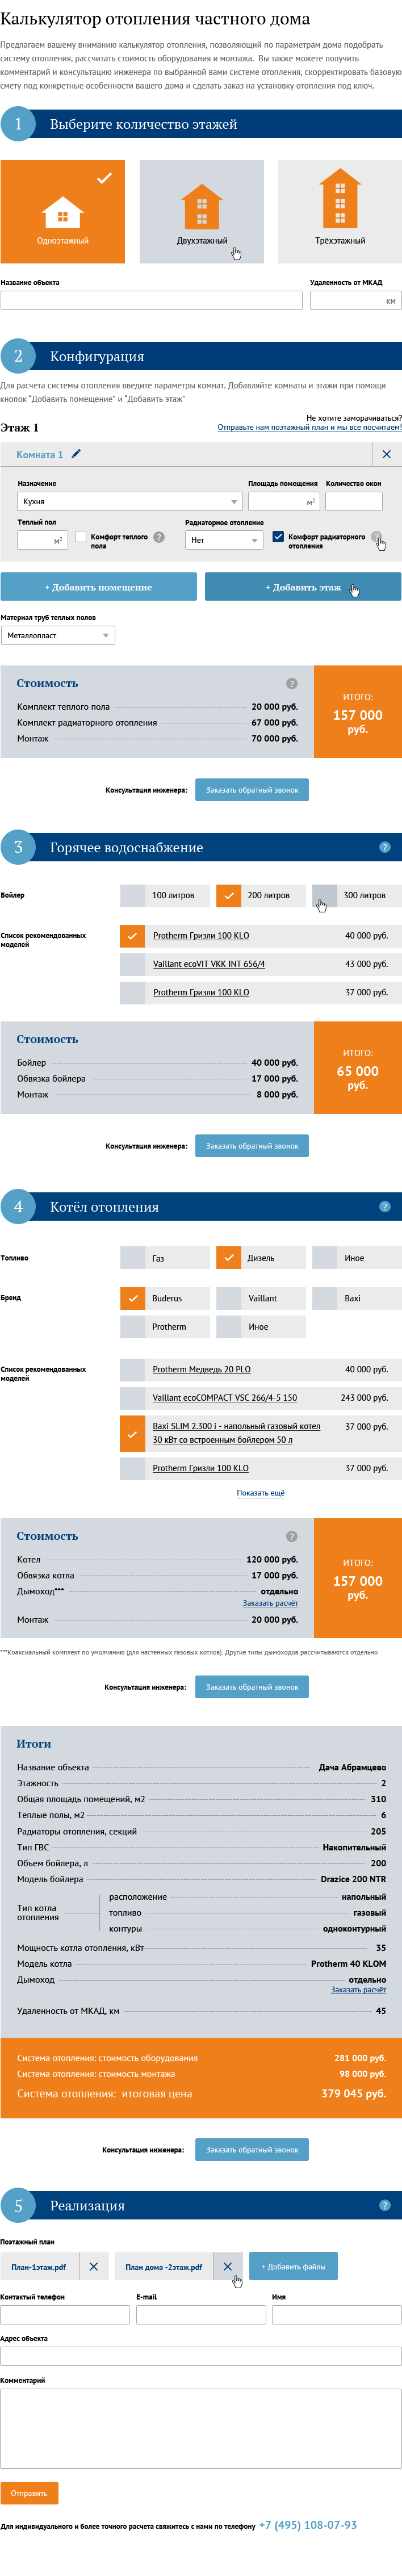 Калькулятор отопления частного дома
Предлагаем вашему вниманию калькулятор отопления, позволяющий по параметрам дома подобрать
систему отопления, рассчитать стоимость оборудования и монтажа. Вы также можете получить
комментарий и консультацию инженера по выбранной вами системе отопления, скорректировать базовую
смету под конкретные особенности вашего дома и сделать заказ на установку отопления под ключ.
1 Выберите количество этажей
Одноэтажный Двухэтажный Трёхэтажный
Название объекта Удаленность от МКАД
км
2 Конфигурация
Для расчета системы отопления введите параметры комнат. Добавляйте комнаты и этажи при помощи
кнопок "Добавить помещение" и "Добавить этаж"
Не хотите заморачиваться?
Этаж 1 Отправьте нам поэтажный план и мы все посчитаем!
Комната 1
Назначение Площадь помещения Количество окон
Кухня м²
Теплый пол Радиаторное отопление
м² Комфорт теплого пола ? Нет Комфорт радиаторного отопления ?
+ Добавить помещение + Добавить этаж
Материал труб теплых полов
Металлопласт
Стоимость ?
Комплект теплого пола 20 000 руб.
Комплект радиаторного отопления 67 000 руб.
Монтаж 70 000 руб.
ИТОГО:
157 000
руб.
Консультация инженера: Заказать обратный звонок
3 Горячее водоснабжение ?
Бойлер 100 литров 200 литров 300 литров
Список рекомендованных
моделей
Protherm Гризли 100 KLO 40 000 руб.
Vaillant ecoVIT VKK INT 656/4 43 000 руб.
Protherm Гризли 100 KLO 37 000 руб.
Стоимость
Бойлер 40 000 руб.
Обвязка бойлера 17 000 руб.
Монтаж 8 000 руб.
ИТОГО:
65 000
руб.
Консультация инженера: Заказать обратный звонок
4 Котёл отопления ?
Топливо Газ Дизель Иное
Бренд Buderus Vaillant Baxi
Protherm Иное
Список рекомендованных
моделей
Protherm Медведь 20 PLO 40 000 руб.
Vaillant ecoCOMPACT VSC 266/4-5 150 243 000 руб.
Baxi SLIM 2.300 i - напольный газовый котел 37 000 руб.
30 кВт со встроенным бойлером 50 л
Protherm Гризли 100 KLO 37 000 руб.
Показать ещё
Стоимость ?
Котел 120 000 руб.
Обвязка котла 17 000 руб.
Дымоход*** отдельно
Заказать расчёт
Монтаж 20 000 руб.
ИТОГО:
157 000
руб.
***Коаксиальный комплект по умолчанию (для настенных газовых котлов). Другие типы дымоходов рассчитываются отдельно
Консультация инженера: Заказать обратный звонок
Итоги
Название объекта Дача Абрамцево
Этажность 2
Общая площадь помещений, м2 310
Теплые полы, м2 6
Радиаторы отопления, секций 205
Тип ГВС Накопительный
Объем бойлера, л 200
Модель бойлера Drazice 200 NTR
Тип котла
отопления
расположение напольный
топливо газовый
контуры одноконтурный
Мощность котла отопления, кВт 35
Модель котла Protherm 40 KLOM
Дымоход отдельно
Заказать расчёт
Удаленность от МКАД, км 45
Система отопления: стоимость оборудования 281 000 руб.
Система отопления: стоимость монтажа 98 000 руб.
Система отопления: итоговая цена 379 045 руб.
Консультация инженера: Заказать обратный звонок
5 Реализация ?
Поэтажный план
План-1этаж.pdf План дома -2этаж.pdf + Добавить файлы
Контактый телефон E-mail Имя
Адрес объекта
Комментарий
Отправить
Для индивидуального и более точного расчета свяжитесь с нами по телефону +7 (495) 108-07-93